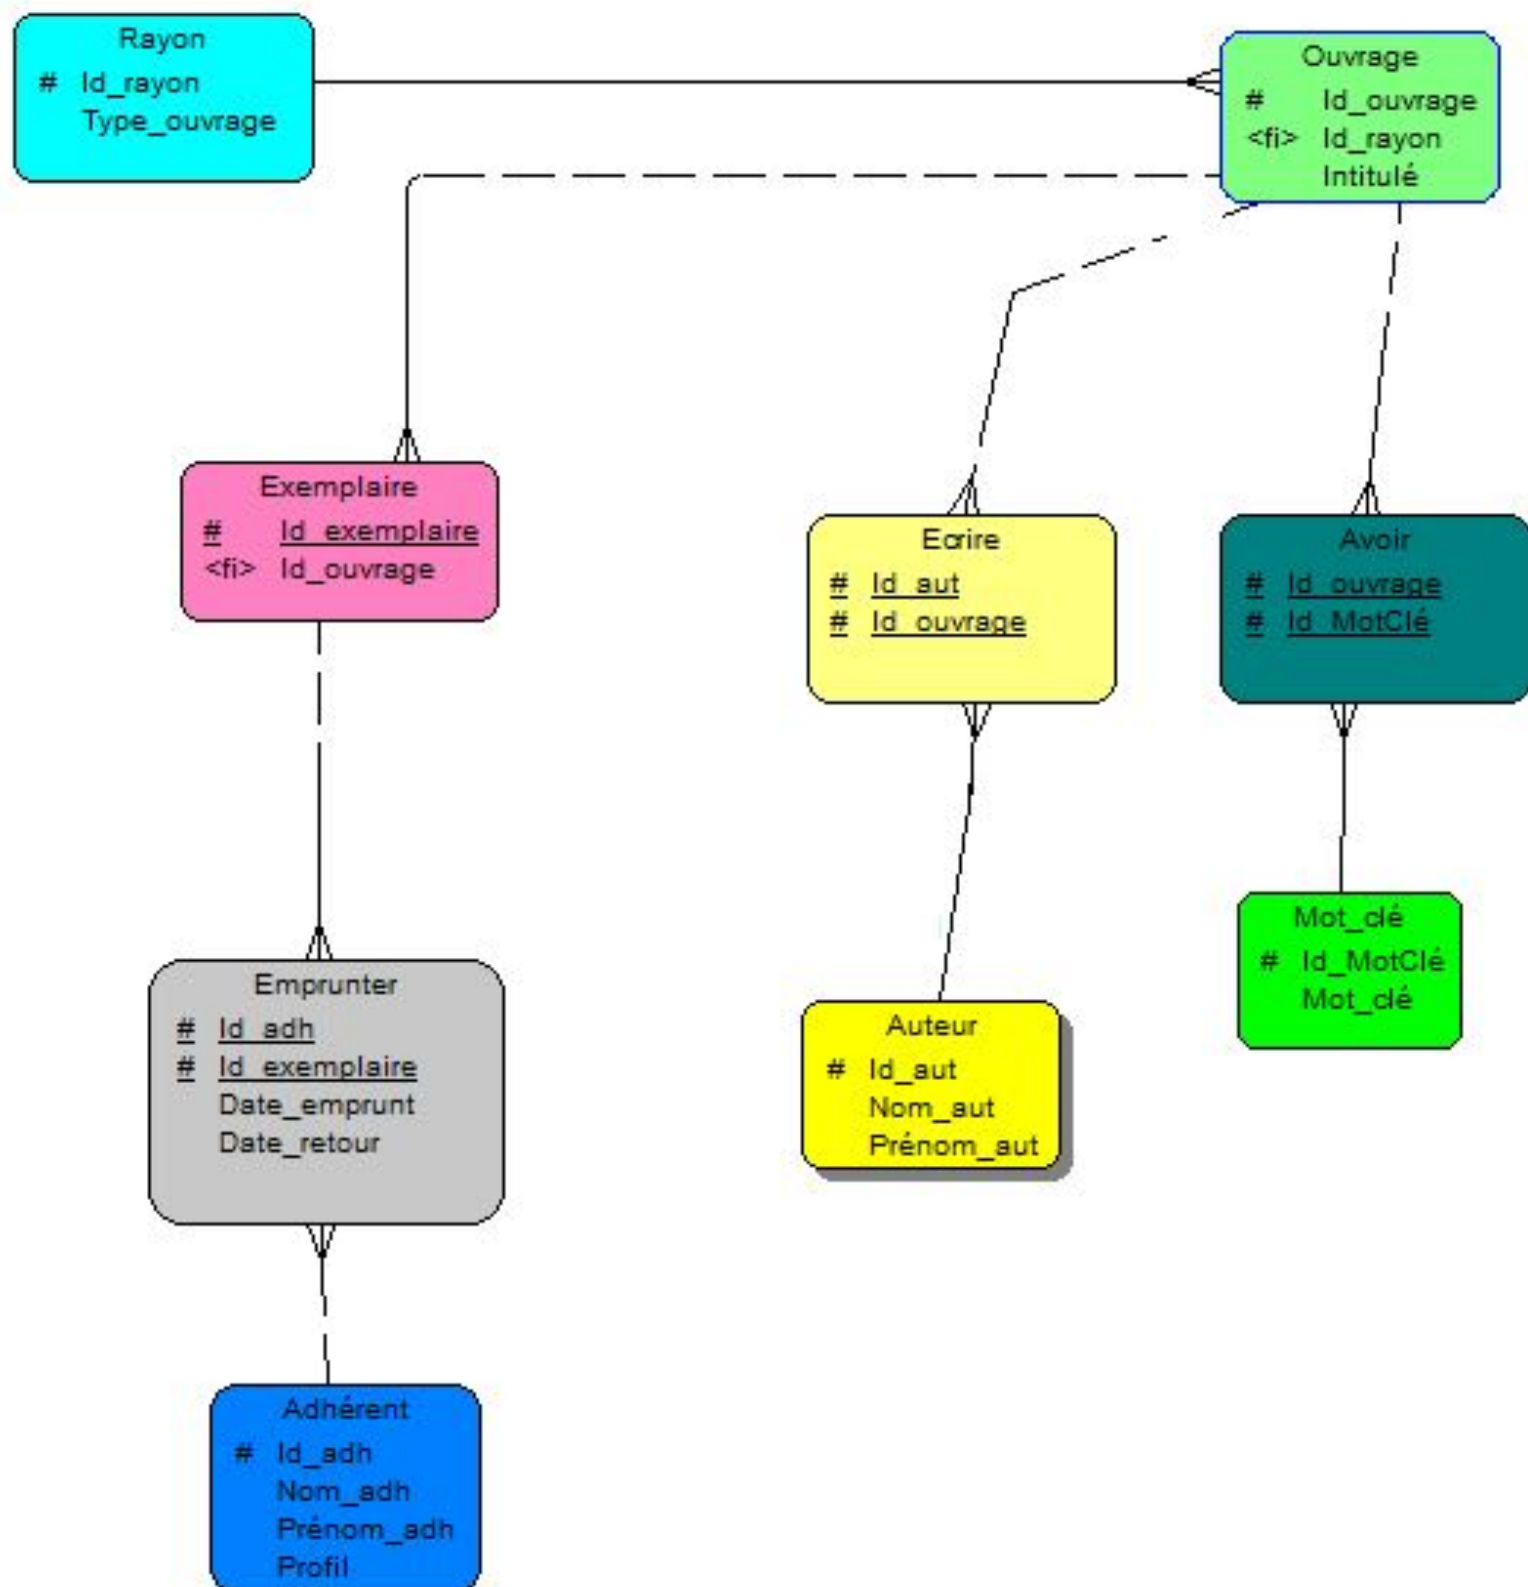 Rayon
# Id_rayon
Type_ouvrage
Ouvrage
# Id_ouvrage
<fi> Id_rayon
Intitulé
Exemplaire
# Id_exemplaire
<fi> Id_ouvrage
Ecrire
# Id_aut
# Id_ouvrage
Avoir
# Id_ouvrage
# Id_MotClé
Mot_clé
# Id_MotClé
Mot_clé
Emprunter
# Id_adh
# Id_exemplaire
Date_emprunt
Date_retour
Auteur
# Id_aut
Nom_aut
Prénom_aut
Adhérent
# Id_adh
Nom_adh
Prénom_adh
Profil